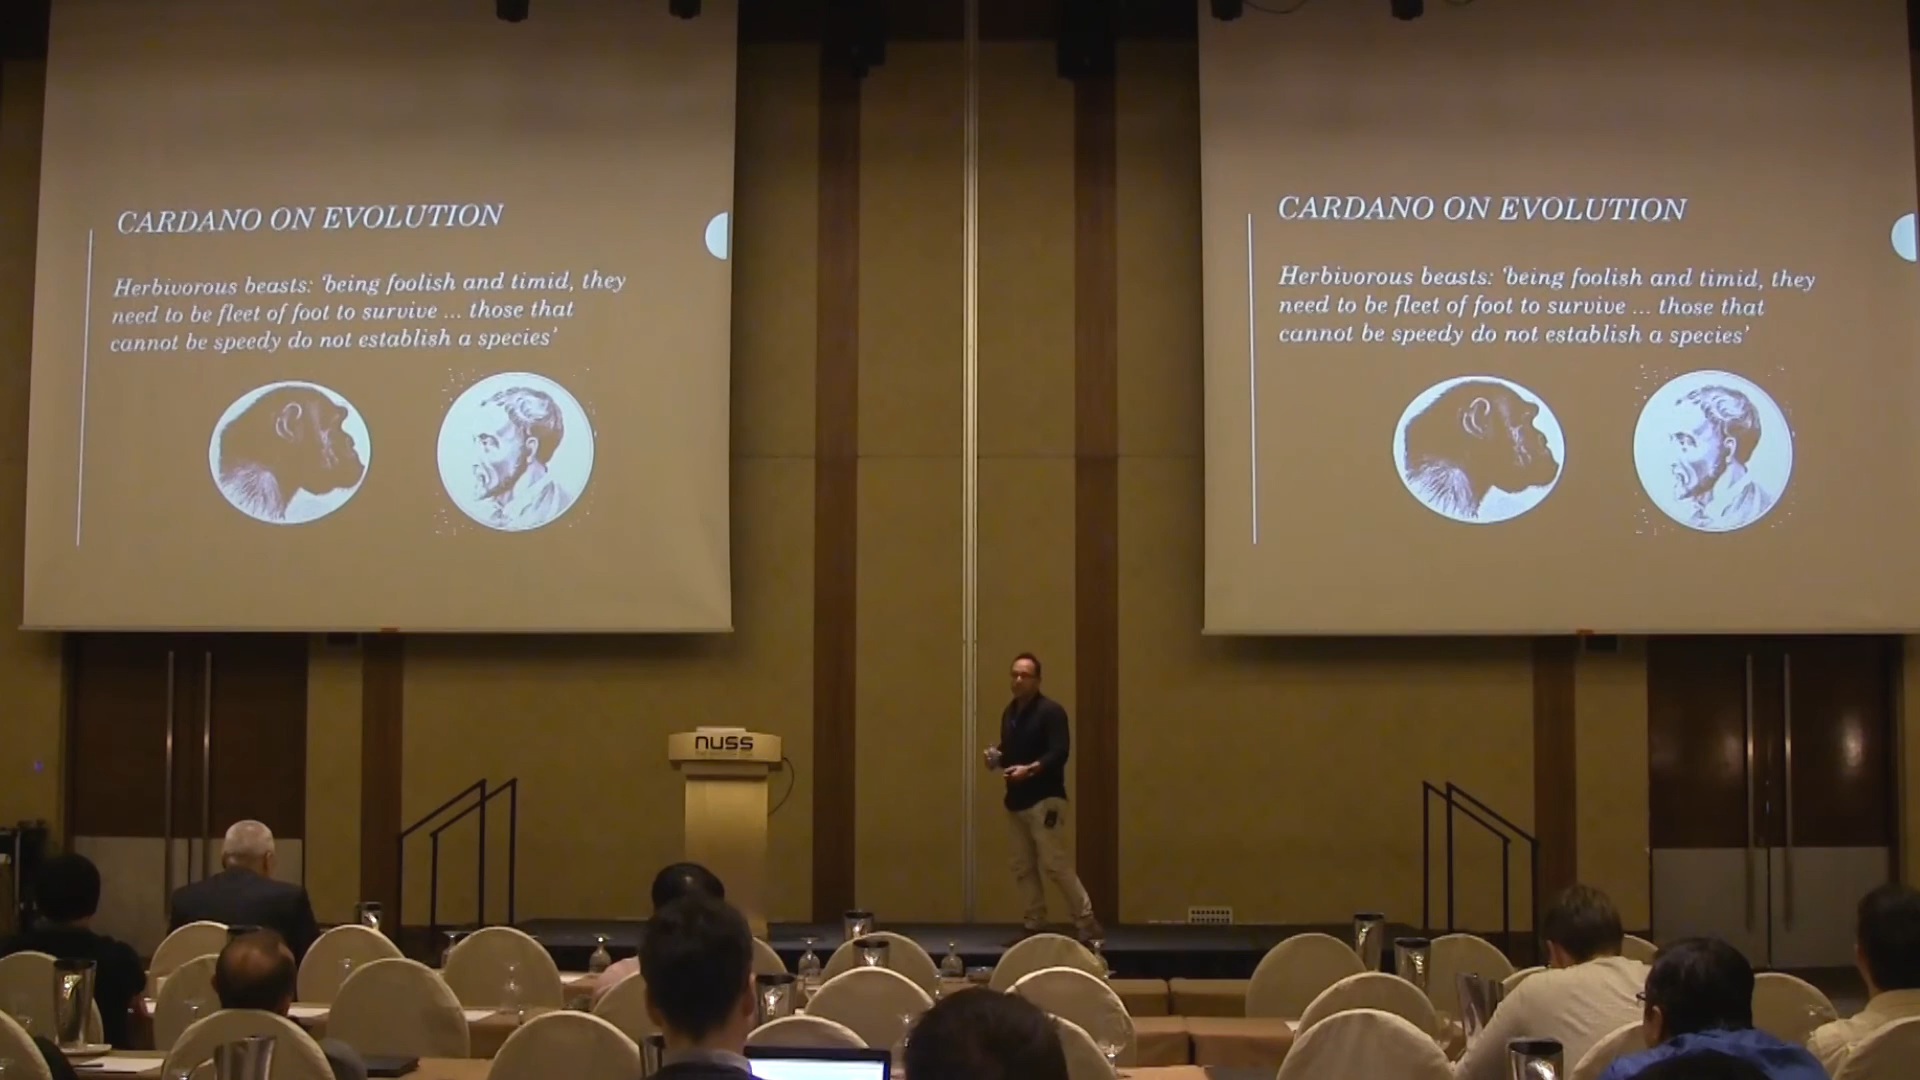 CARDANO ON EVOLUTION
Herbivorous beasts: 'being foolish and timid, they
need to be fleet of foot to survive ... those that
cannot be speedy do not establish a species'
CARDANO ON EVOLUTION
Herbivorous beasts: 'being foolish and timid, they
need to be fleet of foot to survive ... those that
cannot be speedy do not establish a species'
nuss